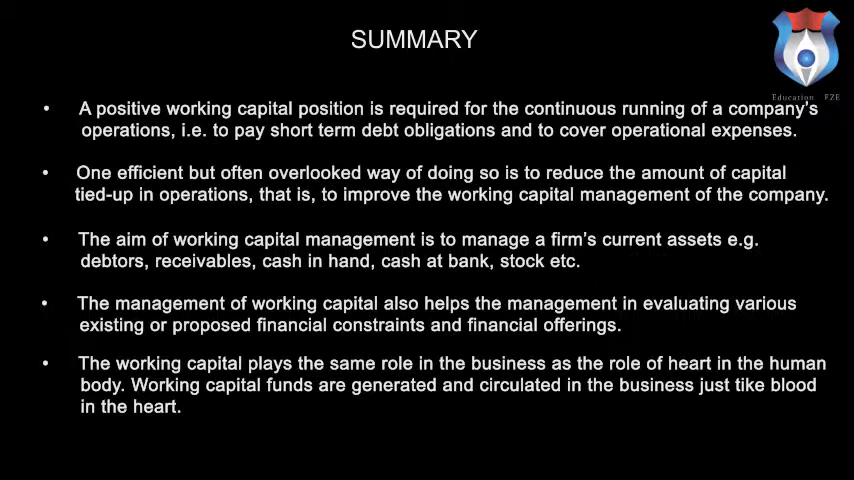 SUMMARY
Education FZE
• A positive working capital position is required for the continuous running of a company's
operations, i.e. to pay short term debt obligations and to cover operational expenses.
• One efficient but often overlooked way of doing so is to reduce the amount of capital
tied-up in operations, that is, to improve the working capital management of the company.
• The aim of working capital management is to manage a firm's current assets e.g.
debtors, receivables, cash in hand, cash at bank, stock etc.
• The management of working capital also helps the management in evaluating various
existing or proposed financial constraints and financial offerings.
• The working capital plays the same role in the business as the role of heart in the human
body. Working capital funds are generated and circulated in the business just tike blood
in the heart.